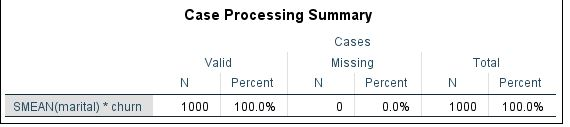 Case Processing Summary
Cases
Valid Missing Total
N Percent N Percent N Percent
SMEAN(marital) * churn 1000 100.0% 0 0.0% 1000 100.0%